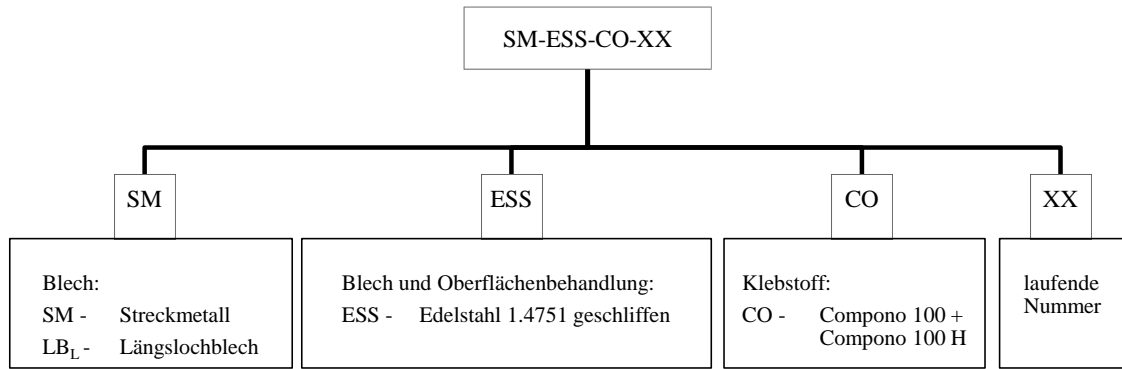 SM-ESS-CO-XX
SM
ESS
CO
XX
Blech:
SM - Streckmetall
LB_L - Längslochblech
Blech und Oberflächenbehandlung:
ESS - Edelstahl 1.4751 geschliffen
Klebstoff:
CO - Compono 100 +
Compono 100 H
laufende
Nummer